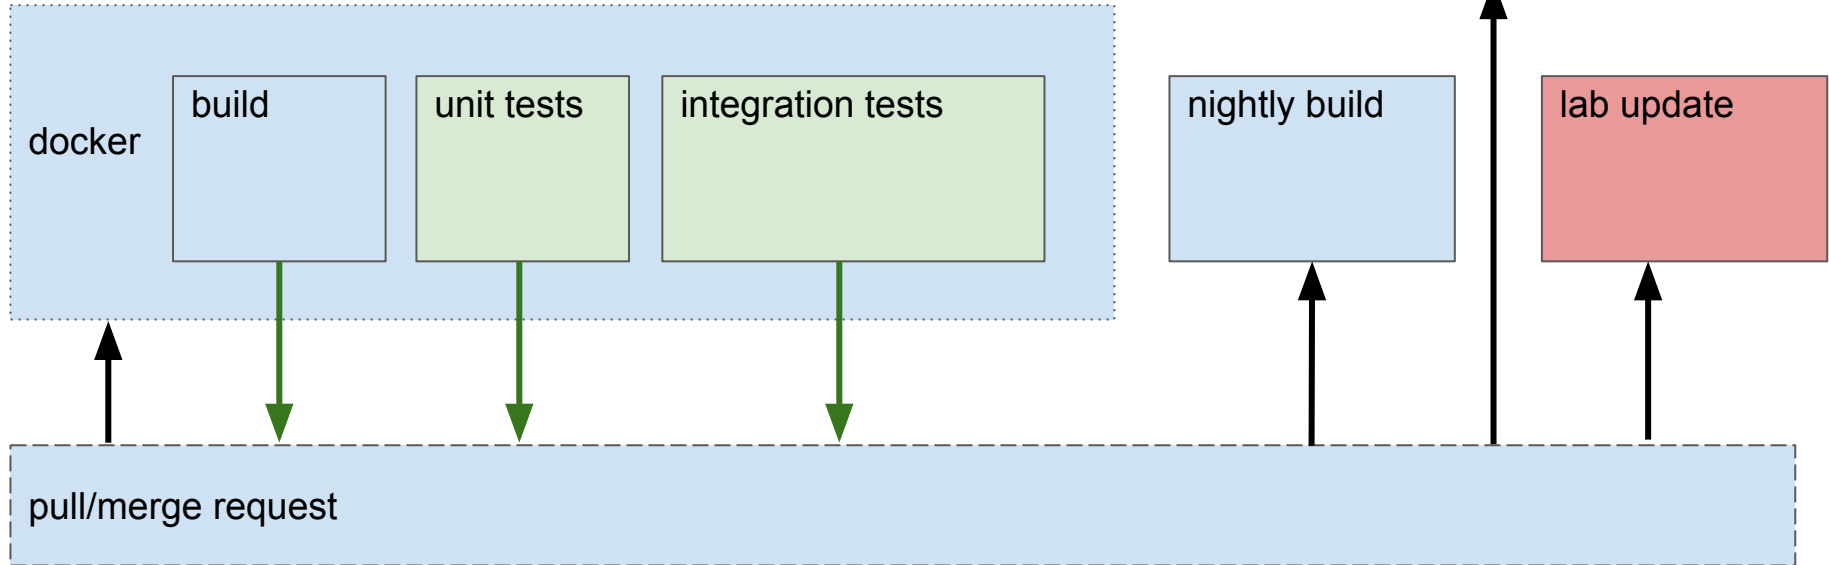 docker
build
unit tests
integration tests
nightly build
lab update
pull/merge request